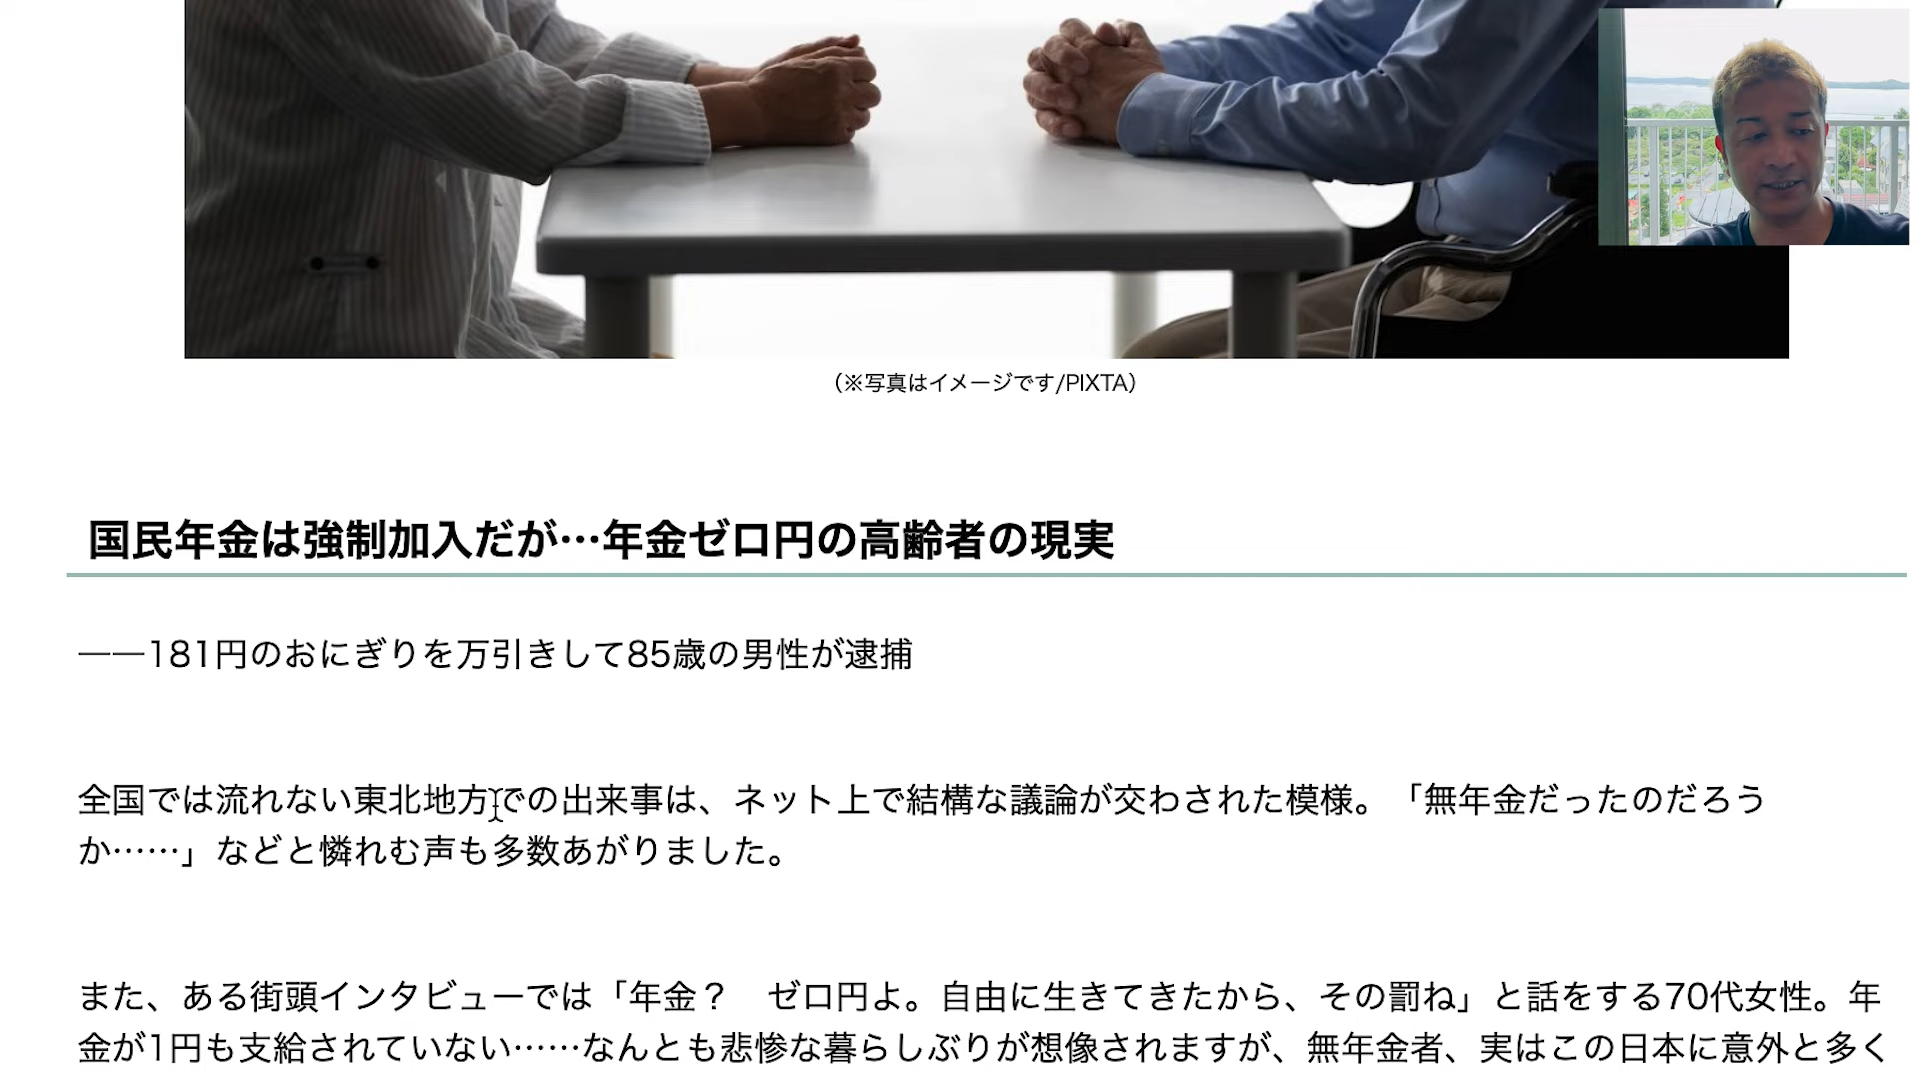 （※写真はイメージです/PIXTA）
国民年金は強制加入だが…年金ゼロ円の高齢者の現実
――181円のおにぎりを万引きして85歳の男性が逮捕
全国では流れない東北地方での出来事は、ネット上で結構な議論が交わされた模様。「無年金だったのだろう
か……」などと憐れむ声も多数あがりました。
また、ある街頭インタビューでは「年金？　ゼロ円よ。自由に生きてきたから、その罰ね」と話をする70代女性。年
金が1円も支給されていない……なんとも悲惨な暮らしぶりが想像されますが、無年金者、実はこの日本に意外と多く